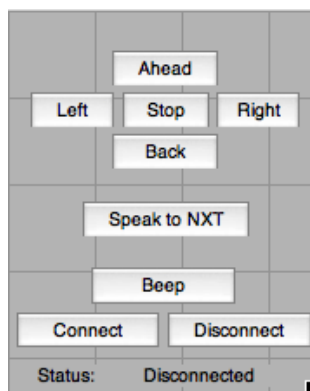 Ahead
Left Stop Right
Back
Speak to NXT
Beep
Connect Disconnect
Status: Disconnected